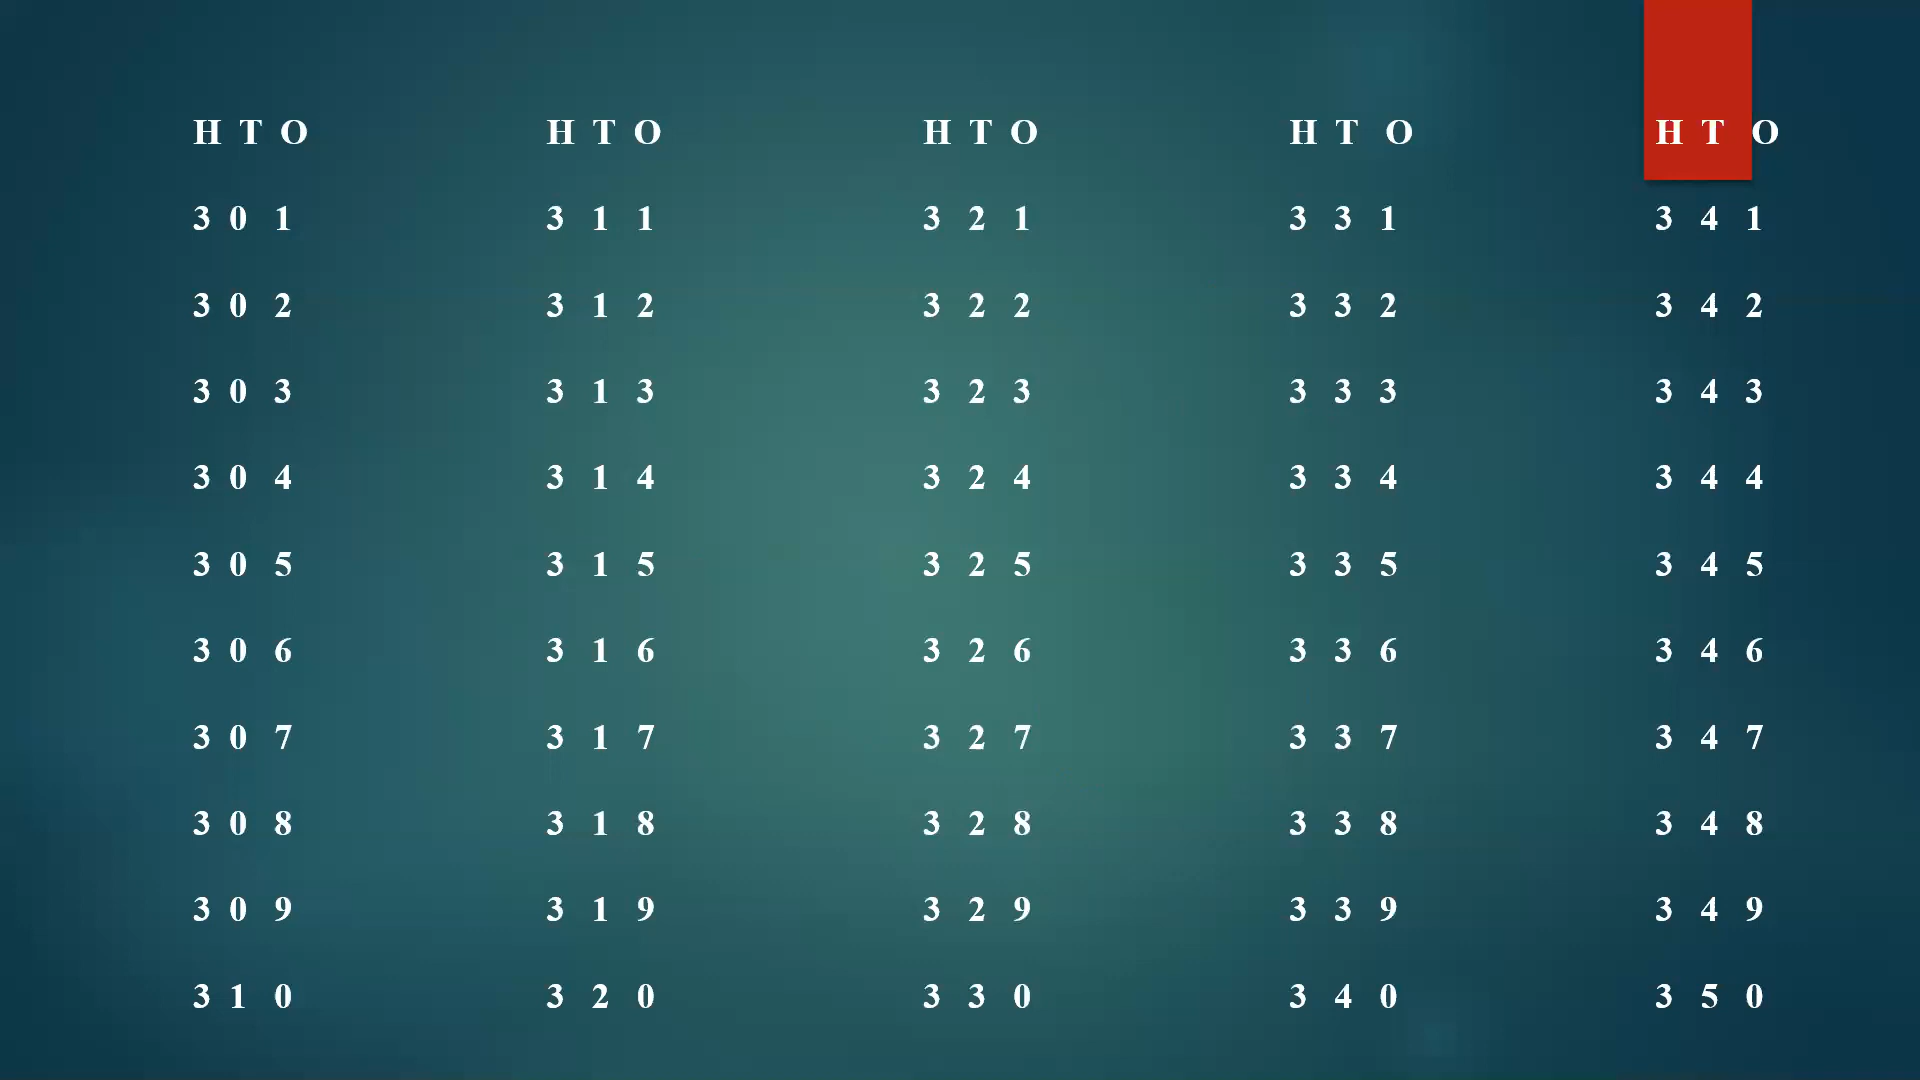 H T O H T O H T O H T O H T O
3 0 1 3 1 1 3 2 1 3 3 1 3 4 1
3 0 2 3 1 2 3 2 2 3 3 2 3 4 2
3 0 3 3 1 3 3 2 3 3 3 3 3 4 3
3 0 4 3 1 4 3 2 4 3 3 4 3 4 4
3 0 5 3 1 5 3 2 5 3 3 5 3 4 5
3 0 6 3 1 6 3 2 6 3 3 6 3 4 6
3 0 7 3 1 7 3 2 7 3 3 7 3 4 7
3 0 8 3 1 8 3 2 8 3 3 8 3 4 8
3 0 9 3 1 9 3 2 9 3 3 9 3 4 9
3 1 0 3 2 0 3 3 0 3 4 0 3 5 0